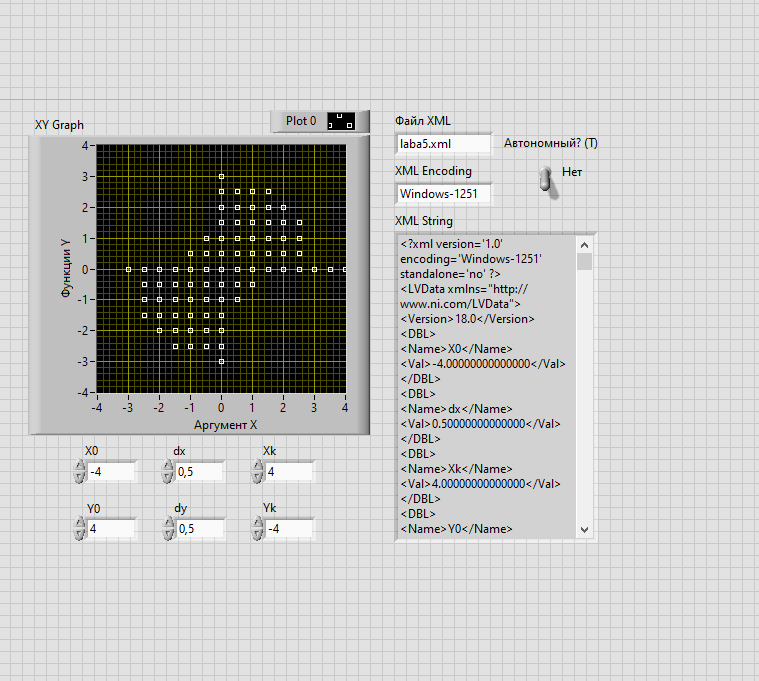 XY Graph
Plot 0
Функции Y
4
3
2
1
0
-1
-2
-3
-4
-4 -3 -2 -1 0 1 2 3 4
Аргумент X
X0 dx Xk
-4 0,5 4
Y0 dy Yk
4 0,5 -4
Файл XML
laba5.xml
Автономный? (T)
Нет
XML Encoding
Windows-1251
XML String
<?xml version='1.0'
encoding='Windows-1251'
standalone='no' ?>
<LVData xmlns="http://
www.ni.com/LVData">
<Version>18.0</Version>
<DBL>
<Name>X0</Name>
<Val>-4.00000000000000</Val>
</DBL>
<DBL>
<Name>dx</Name>
<Val>0.50000000000000</Val>
</DBL>
<DBL>
<Name>Xk</Name>
<Val>4.00000000000000</Val>
</DBL>
<DBL>
<Name>Y0</Name>